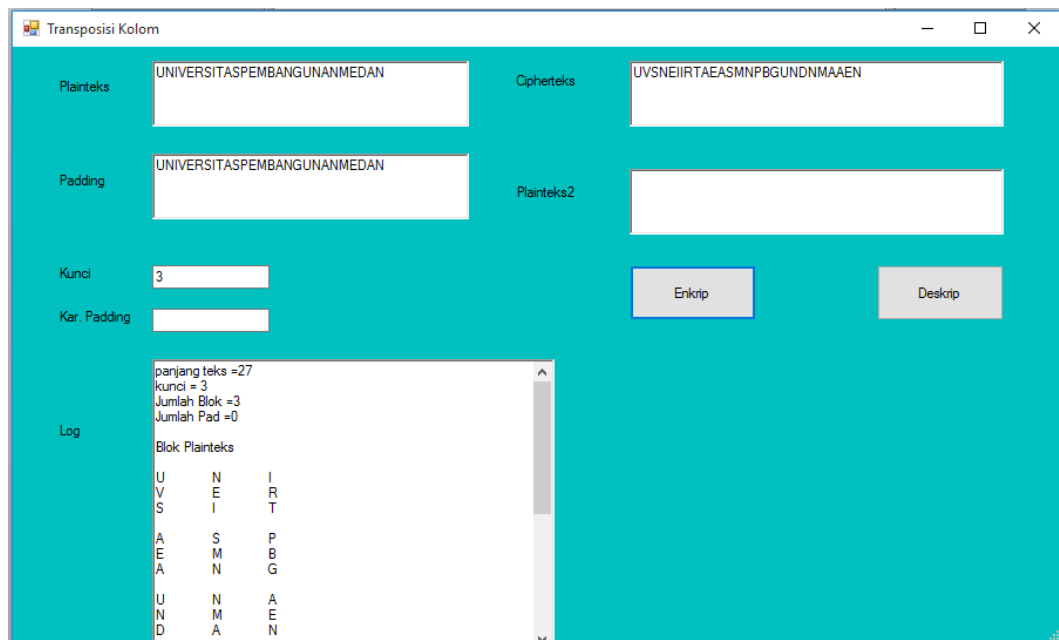 Transposisi Kolom
Plainteks
UNIVERSITASPEMBANGUNANMEDAN
Cipherteks
UVSNEIIRTAEASMNPBGUNDNMAAEN
Padding
UNIVERSITASPEMBANGUNANMEDAN
Plainteks2
Kunci
3
Enkrip
Deskrip
Kar. Padding
Log
panjang teks =27
kunci = 3
Jumlah Blok =3
Jumlah Pad =0
Blok Plainteks
U N I
V E R
S I T
A S P
E M B
A N G
U N A
N M E
D A N